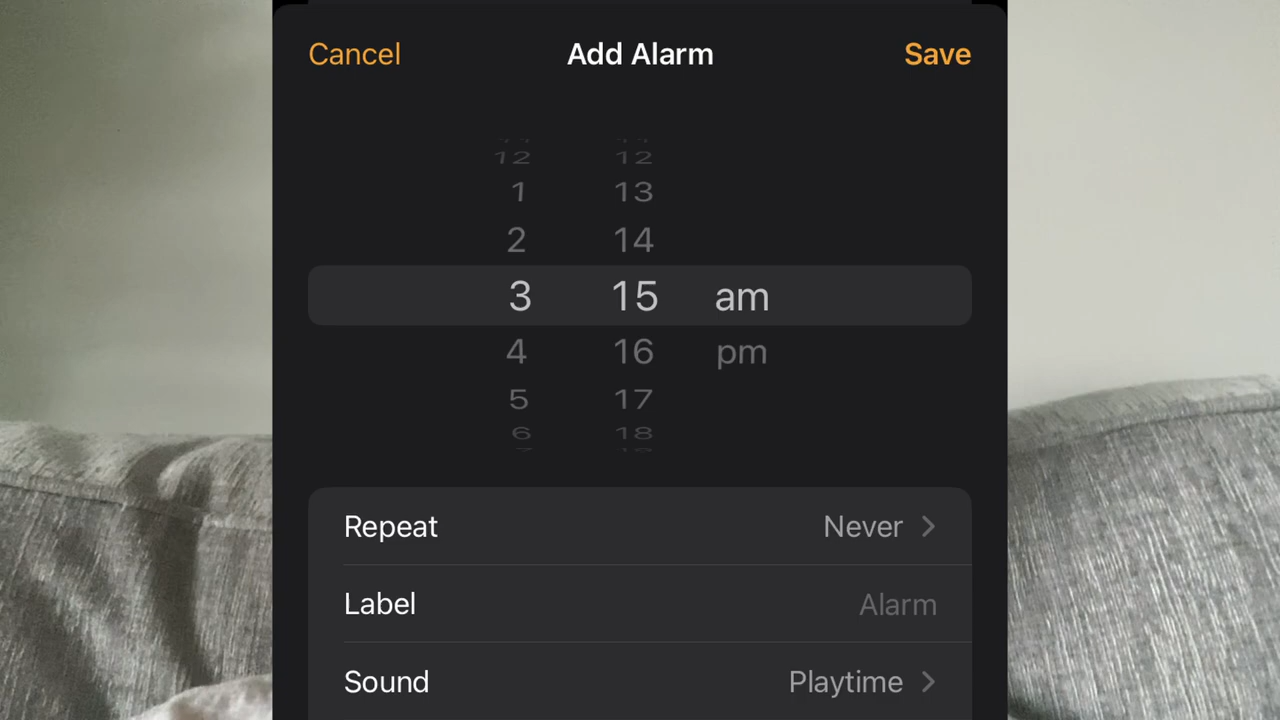 Cancel Add Alarm Save
12 12
1 13
2 14
3 15 am
4 16 pm
5 17
6 18
Repeat Never
Label Alarm
Sound Playtime